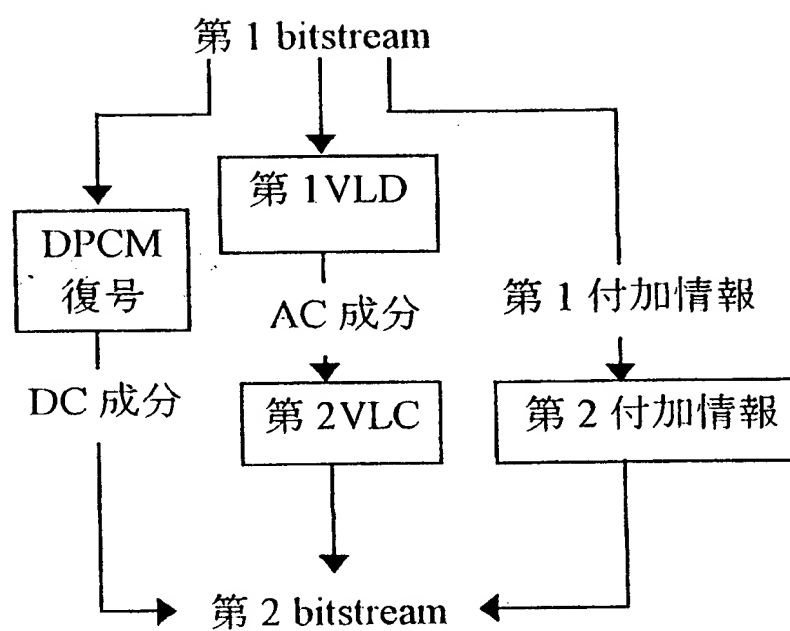 第 1 bitstream
第 1VLD
DPCM
復号
AC 成分
第 1 付加情報
DC 成分
第 2VLC
第 2 付加情報
第 2 bitstream